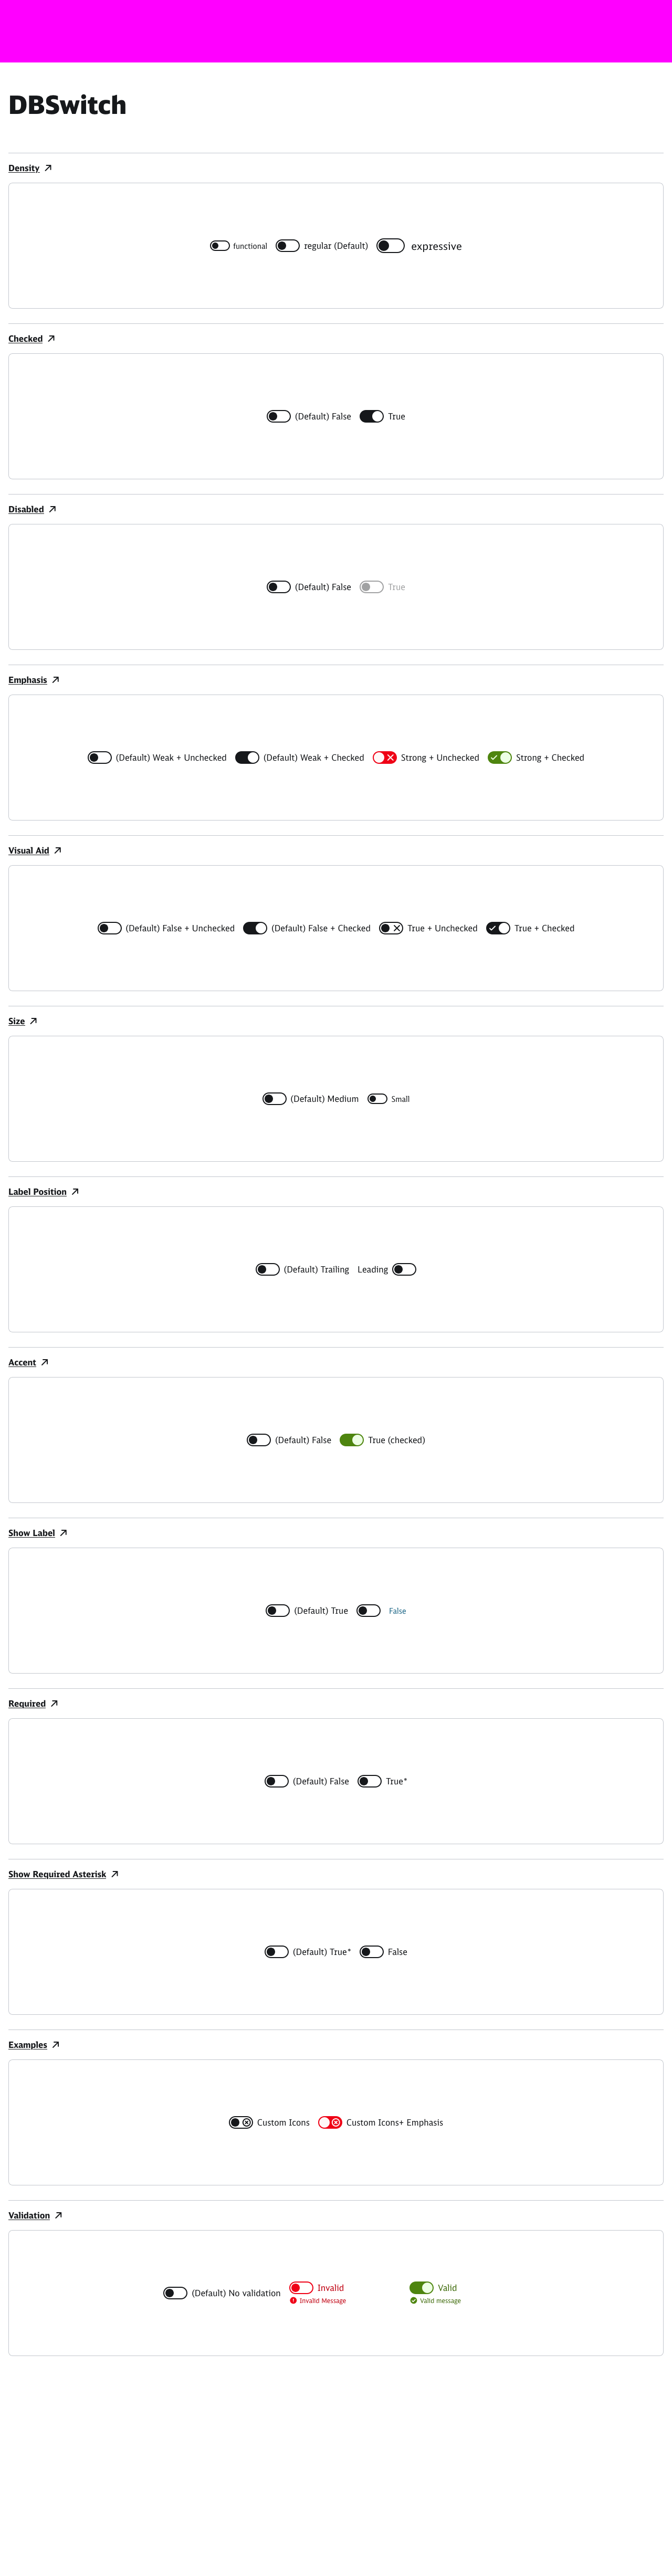 DBSwitch
Density
functional regular (Default) expressive
Checked
(Default) False True
Disabled
(Default) False True
Emphasis
(Default) Weak + Unchecked (Default) Weak + Checked Strong + Unchecked Strong + Checked
Visual Aid
(Default) False + Unchecked (Default) False + Checked True + Unchecked True + Checked
Size
(Default) Medium Small
Label Position
(Default) Trailing Leading
Accent
(Default) False True (checked)
Show Label
(Default) True False
Required
(Default) False True*
Show Required Asterisk
(Default) True* False
Examples
Custom Icons Custom Icons+ Emphasis
Validation
(Default) No validation Invalid Valid
Invalid Message Valid message